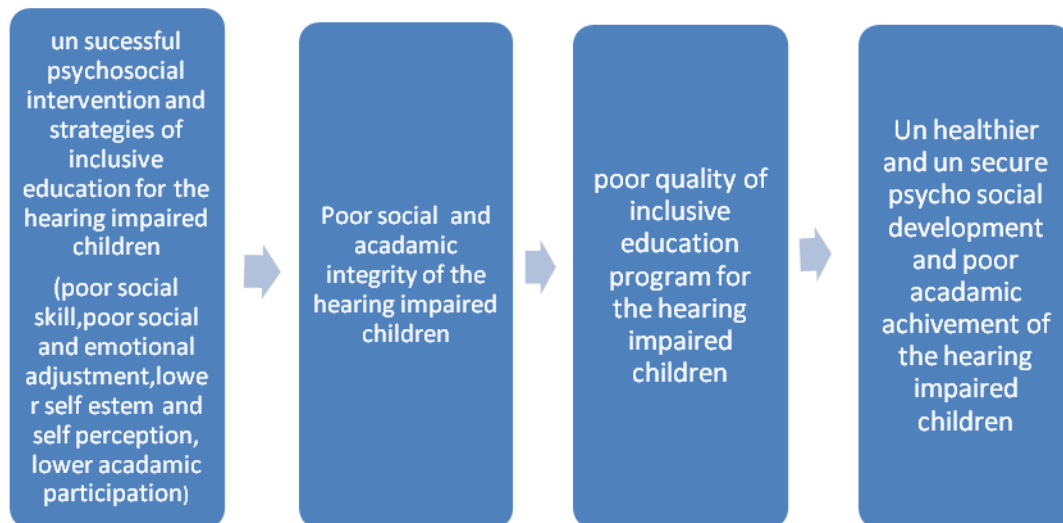 un sucessful
psychosocial
intervention and
strategies of
inclusive
education for the
hearing impaired
children
(poor social
skill,poor social
and emotional
adjustment,lowe
r self estem and
self perception,
lower acadamic
participation)
Poor social and
acadamic
integrity of the
hearing impaired
children
poor quality of
inclusive
education
program for
the hearing
impaired
children
Un healthier
and un secure
psycho social
development
and poor
acadamic
achivement of
the hearing
impaired
children